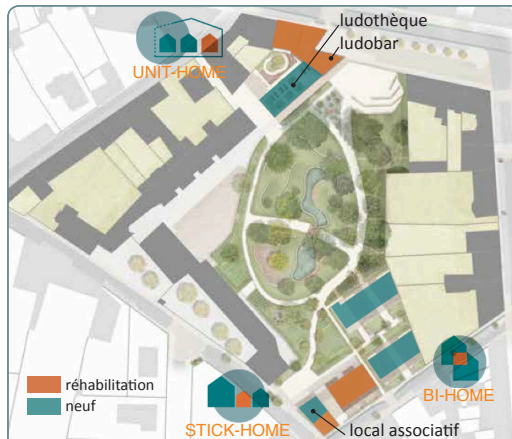 ludothèque
ludobar
UNIT-HOME
réhabilitation
neuf
STICK-HOME
local associatif
BI-HOME